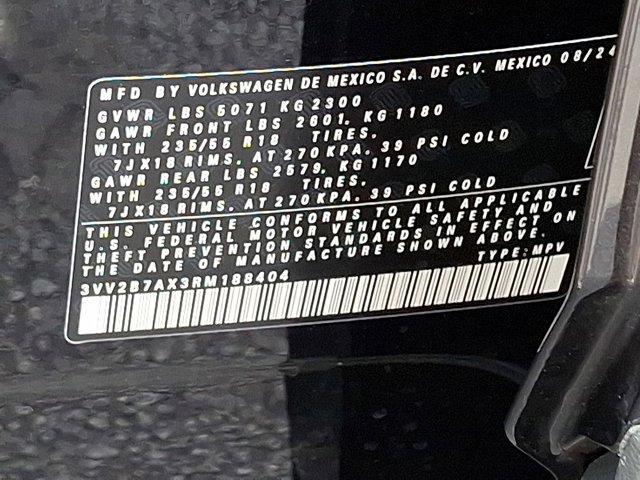 MFD BY VOLKSWAGEN DE MEXICO S.A. DE C.V. MEXICO 08/24
GVWR LBS 5071 KG 2300
GAWR FRONT LBS 2601. KG 1180
WITH 235/55 R18 TIRES.
7JX18 RIMS. AT 270 KPA. 39 PSI COLD
GAWR REAR LBS 2579. KG 1170
WITH 235/55 R18 TIRES.
7JX18 RIMS. AT 270 KPA. 39 PSI COLD
THIS VEHICLE CONFORMS TO ALL APPLICABLE
U.S. FEDERAL MOTOR VEHICLE SAFETY AND
THEFT PREVENTION STANDARDS IN EFFECT ON
THE DATE OF MANUFACTURE SHOWN ABOVE.
3VV2B7AX3RM188404 TYPE: MPV